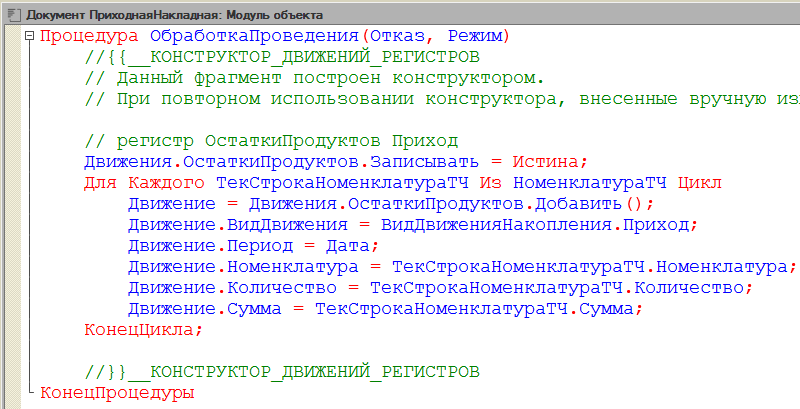 Документ ПриходнаяНакладная: Модуль объекта
Процедура ОбработкаПроведения(Отказ, Режим)
//{{__КОНСТРУКТОР_ДВИЖЕНИЙ_РЕГИСТРОВ
// Данный фрагмент построен конструктором.
// При повторном использовании конструктора, внесенные вручную
// регистр ОстаткиПродуктов Приход
Движения.ОстаткиПродуктов.Записывать = Истина;
Для Каждого ТекСтрокаНоменклатураТЧ Из НоменклатураТЧ Цикл
Движение = Движения.ОстаткиПродуктов.Добавить();
Движение.ВидДвижения = ВидДвиженияНакопления.Приход;
Движение.Период = Дата;
Движение.Номенклатура = ТекСтрокаНоменклатураТЧ.Номенклатура;
Движение.Количество = ТекСтрокаНоменклатураТЧ.Количество;
Движение.Сумма = ТекСтрокаНоменклатураТЧ.Сумма;
КонецЦикла;
//}}__КОНСТРУКТОР_ДВИЖЕНИЙ_РЕГИСТРОВ
КонецПроцедуры